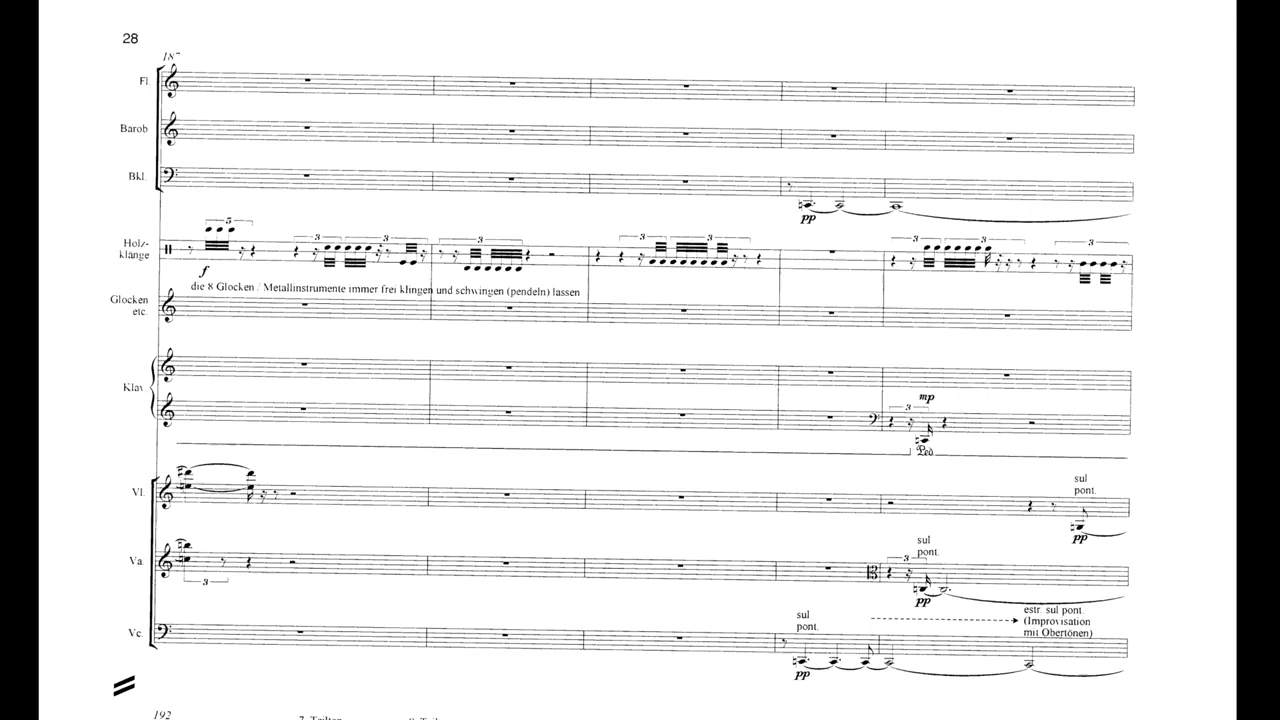 28
187
Fl.
Barob
Bkl.
pp
5
3
3
3
3
3
Holz-
klänge
f
die 8 Glocken / Metallinstrumente immer frei klingen und schwingen (pendeln) lassen
Glocken
etc.
Klav.
mp
3
Ped
sul
pont.
Vl.
pp
sul
pont.
Va.
3
3
pp
estr. sul pont.
(Improvisation
mit Obertönen)
sul
pont.
Vc.
pp
192